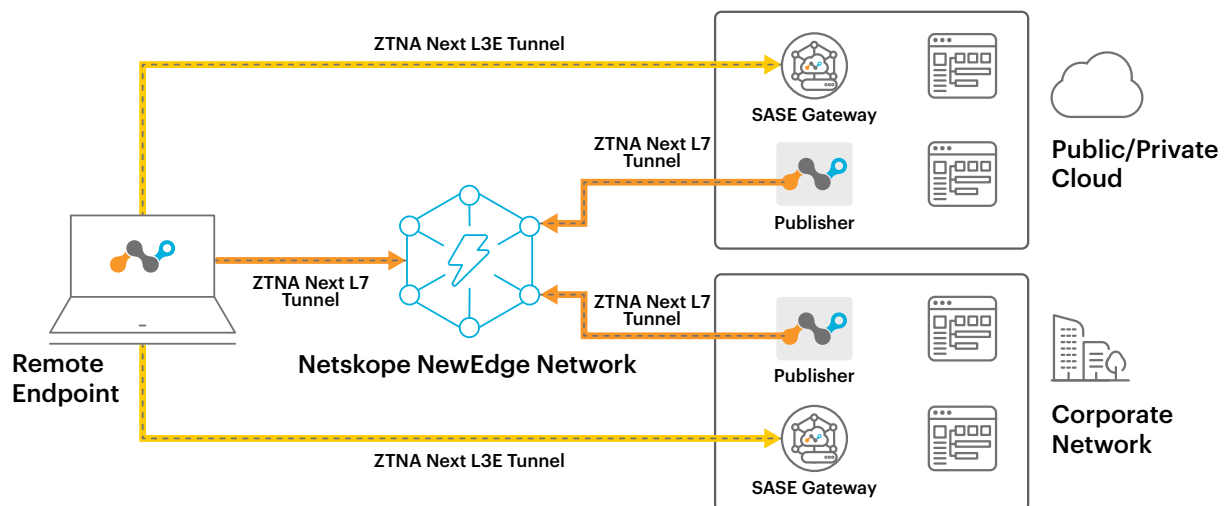 ZTNA Next L3E Tunnel
SASE Gateway
ZTNA Next L7
Tunnel
Publisher
Public/Private
Cloud
ZTNA Next L7
Tunnel
Remote
Endpoint
Netskope NewEdge Network
ZTNA Next L7
Tunnel
Publisher
Corporate
Network
ZTNA Next L3E Tunnel
SASE Gateway